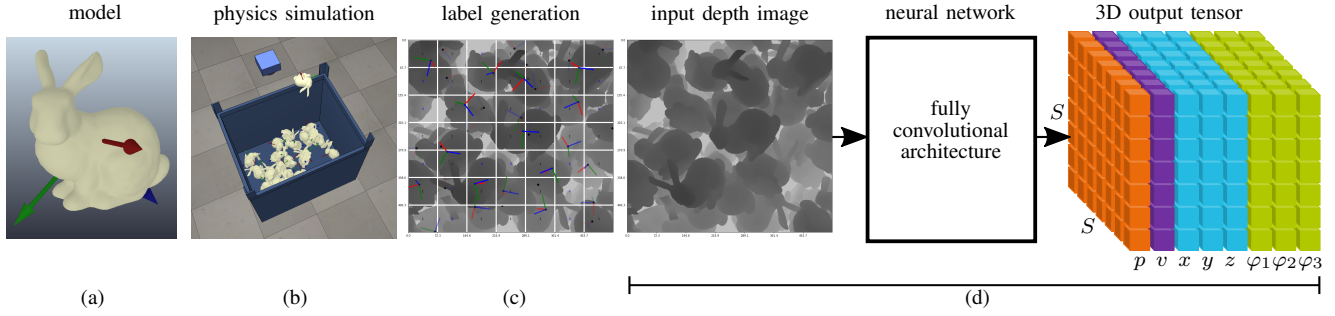 model
physics simulation
label generation
input depth image
neural network
3D output tensor
fully
convolutional
architecture
S
S
p v x y z φ1 φ2 φ3
(a)
(b)
(c)
(d)